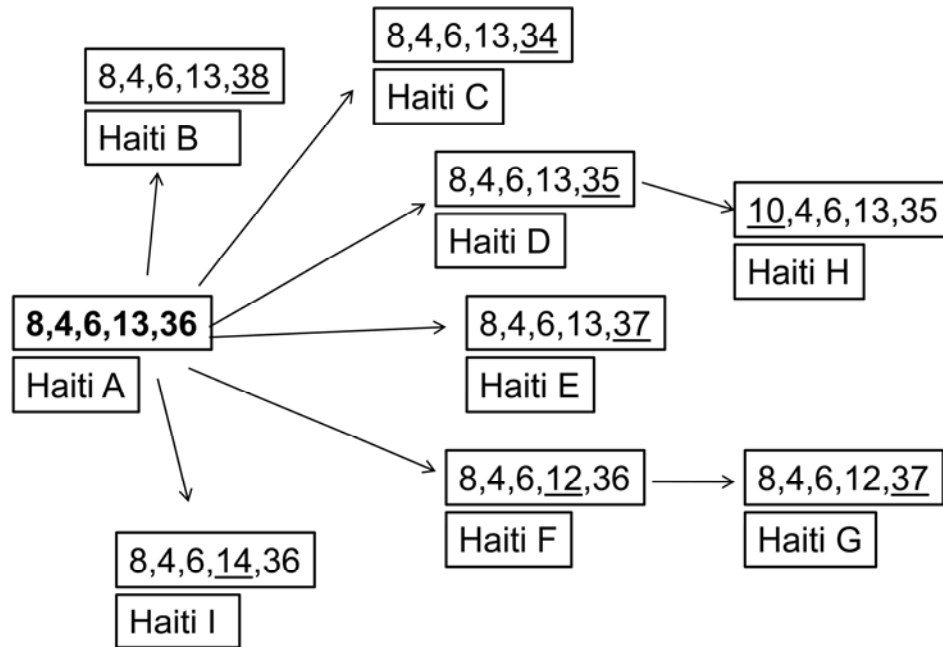 8,4,6,13,34
Haiti C
8,4,6,13,38
Haiti B
8,4,6,13,35
Haiti D
10,4,6,13,35
Haiti H
8,4,6,13,36
Haiti A
8,4,6,13,37
Haiti E
8,4,6,12,36
Haiti F
8,4,6,12,37
Haiti G
8,4,6,14,36
Haiti I